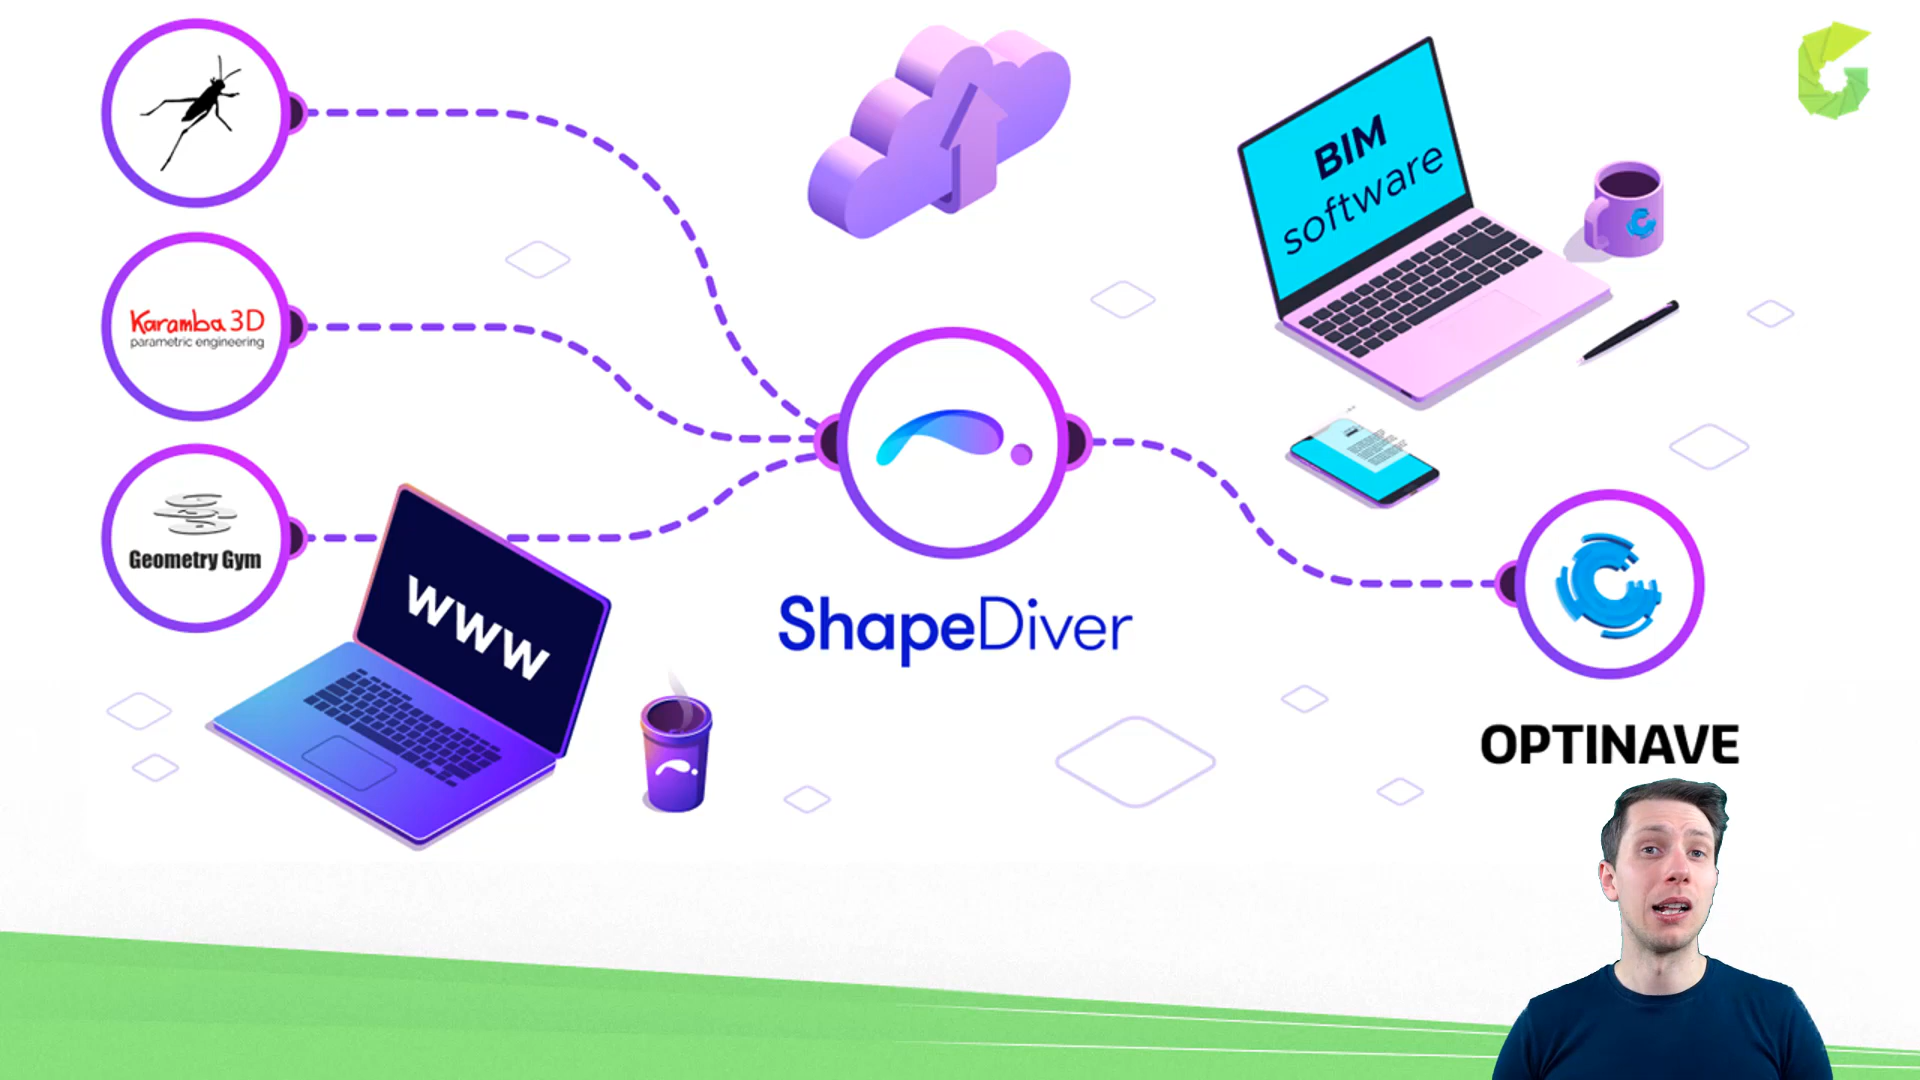 BIM
software
Karamba3D
parametric engineering
Geometry Gym
www
ShapeDiver
OPTINAVE